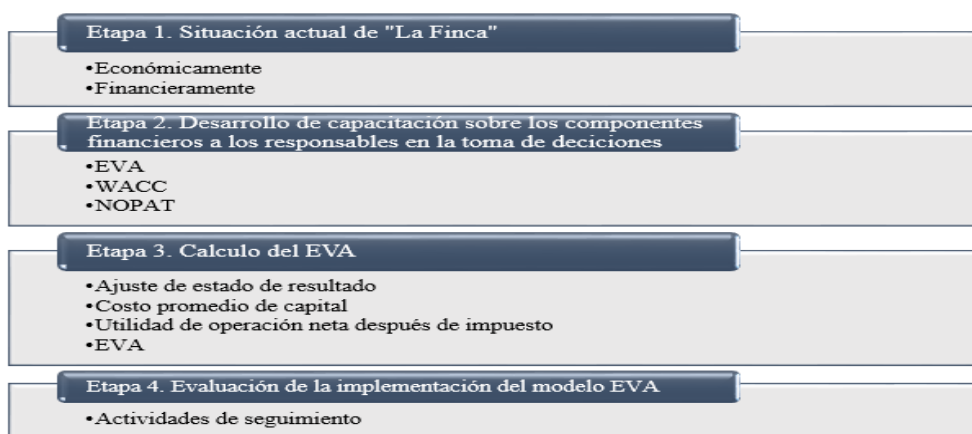 Etapa 1. Situación actual de "La Finca"
•Económicamente
•Financieramente
Etapa 2. Desarrollo de capacitación sobre los componentes
financieros a los responsables en la toma de deciciones
•EVA
•WACC
•NOPAT
Etapa 3. Calculo del EVA
•Ajuste de estado de resultado
•Costo promedio de capital
•Utilidad de operación neta después de impuesto
•EVA
Etapa 4. Evaluación de la implementación del modelo EVA
•Actividades de seguimiento